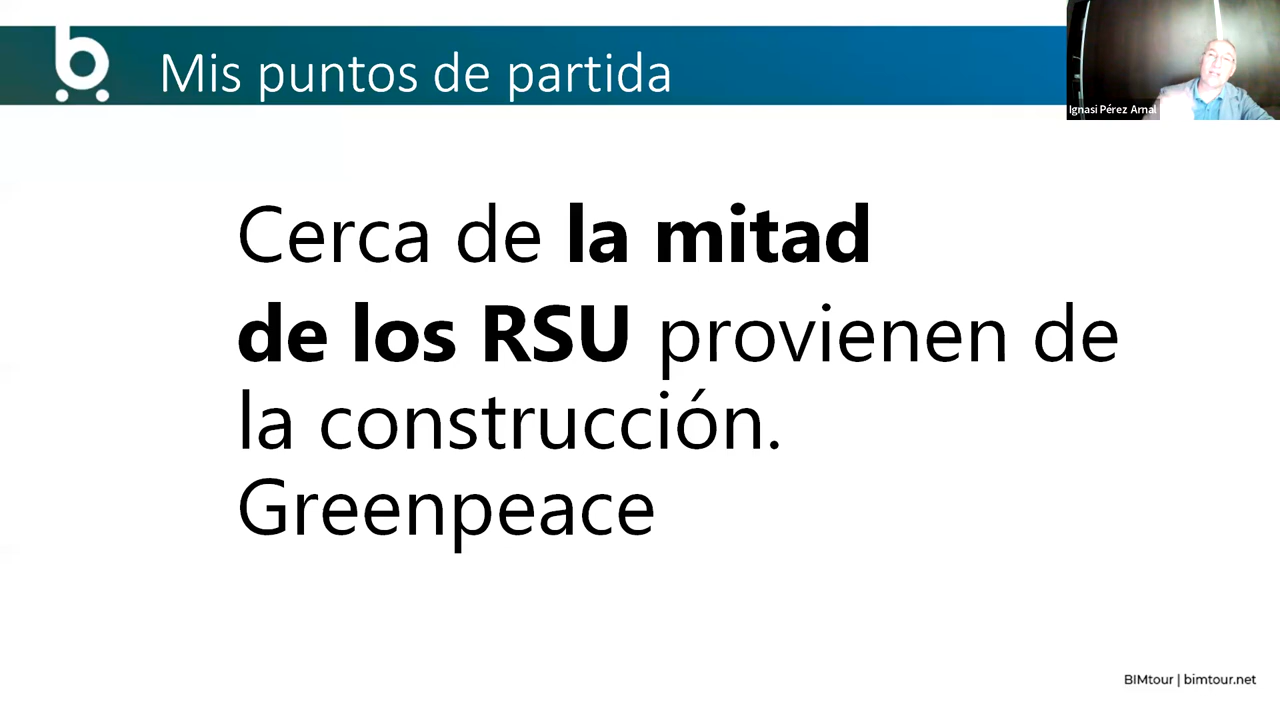 Mis puntos de partida
Ignasi Pérez Arnal
Cerca de la mitad
de los RSU provienen de
la construcción.
Greenpeace
BIMtour | bimtour.net